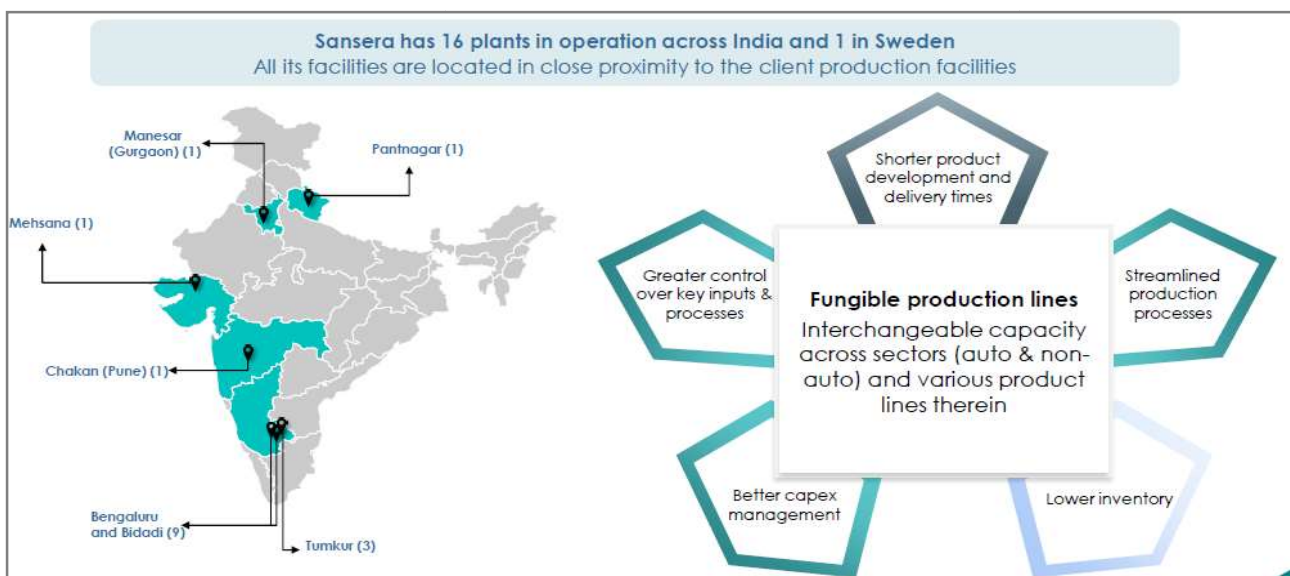 Sansera has 16 plants in operation across India and 1 in Sweden
All its facilities are located in close proximity to the client production facilities
Manesar
(Gurgaon) (1)
Pantnagar (1)
Mehsana (1)
Chakan (Pune) (1)
Bengaluru
and Bidadi (9)
Tumkur (3)
Shorter product
development and
delivery times
Greater control
over key inputs &
processes
Streamlined
production
processes
Fungible production lines
Interchangeable capacity
across sectors (auto & non-
auto) and various product
lines therein
Better capex
management
Lower inventory